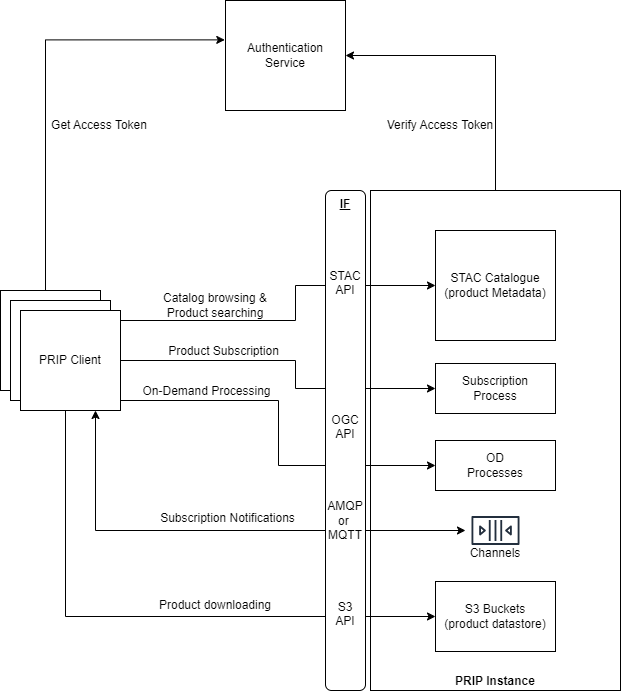 Authentication
Service
Get Access Token
Verify Access Token
IF
STAC
API
STAC Catalogue
(product Metadata)
Catalog browsing &
Product searching
PRIP Client
Product Subscription
Subscription
Process
On-Demand Processing
OGC
API
OD
Processes
Subscription Notifications
AMQP
or
MQTT
Channels
Product downloading
S3
API
S3 Buckets
(product datastore)
PRIP Instance